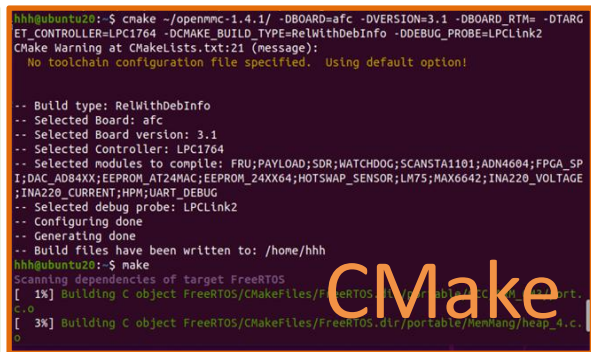 hhh@ubuntu20:~$ cmake ~/openmmc-1.4.1/ -DBOARD=afc -DVERSION=3.1 -DBOARD_RTM= -DTARG
ET_CONTROLLER=LPC1764 -DCMAKE_BUILD_TYPE=RelWithDebInfo -DDEBUG_PROBE=LPCLink2
CMake Warning at CMakeLists.txt:21 (message):
No toolchain configuration file specified.  Using default option!
-- Build type: RelWithDebInfo
-- Selected Board: afc
-- Selected Board version: 3.1
-- Selected Controller: LPC1764
-- Selected modules to compile: FRU;PAYLOAD;SDR;WATCHDOG;SCANSTA1101;ADN4604;FPGA_SP
I;DAC_AD84XX;EEPROM_AT24MAC;EEPROM_24XX64;HOTSWAP_SENSOR;LM75;MAX6642;INA220_VOLTAGE
;INA220_CURRENT;HPM;UART_DEBUG
-- Selected debug probe: LPCLink2
-- Configuring done
-- Generating done
-- Build files have been written to: /home/hhh
hhh@ubuntu20:~$ make
Scanning dependencies of target FreeRTOS
[  1%] Building C object FreeRTOS/CMakeFiles/FreeRTOS.dir/portable/
c.o
[  3%] Building C object FreeRTOS/CMakeFiles/FreeRTOS.dir/portable/MemMang/heap_4.c.
o
CMake